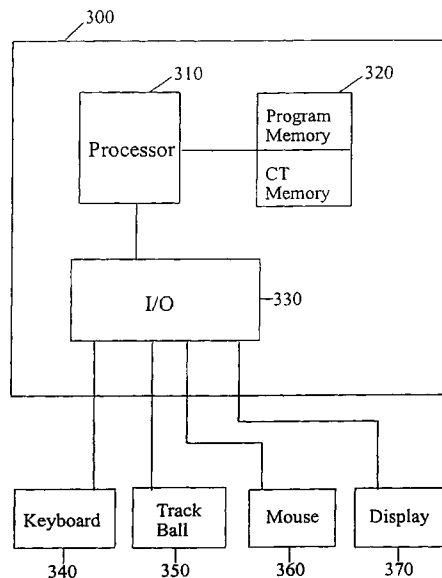 300
310
320
Processor
Program
Memory
CT
Memory
I/O
330
Keyboard
Track
Ball
Mouse
Display
340
350
360
370